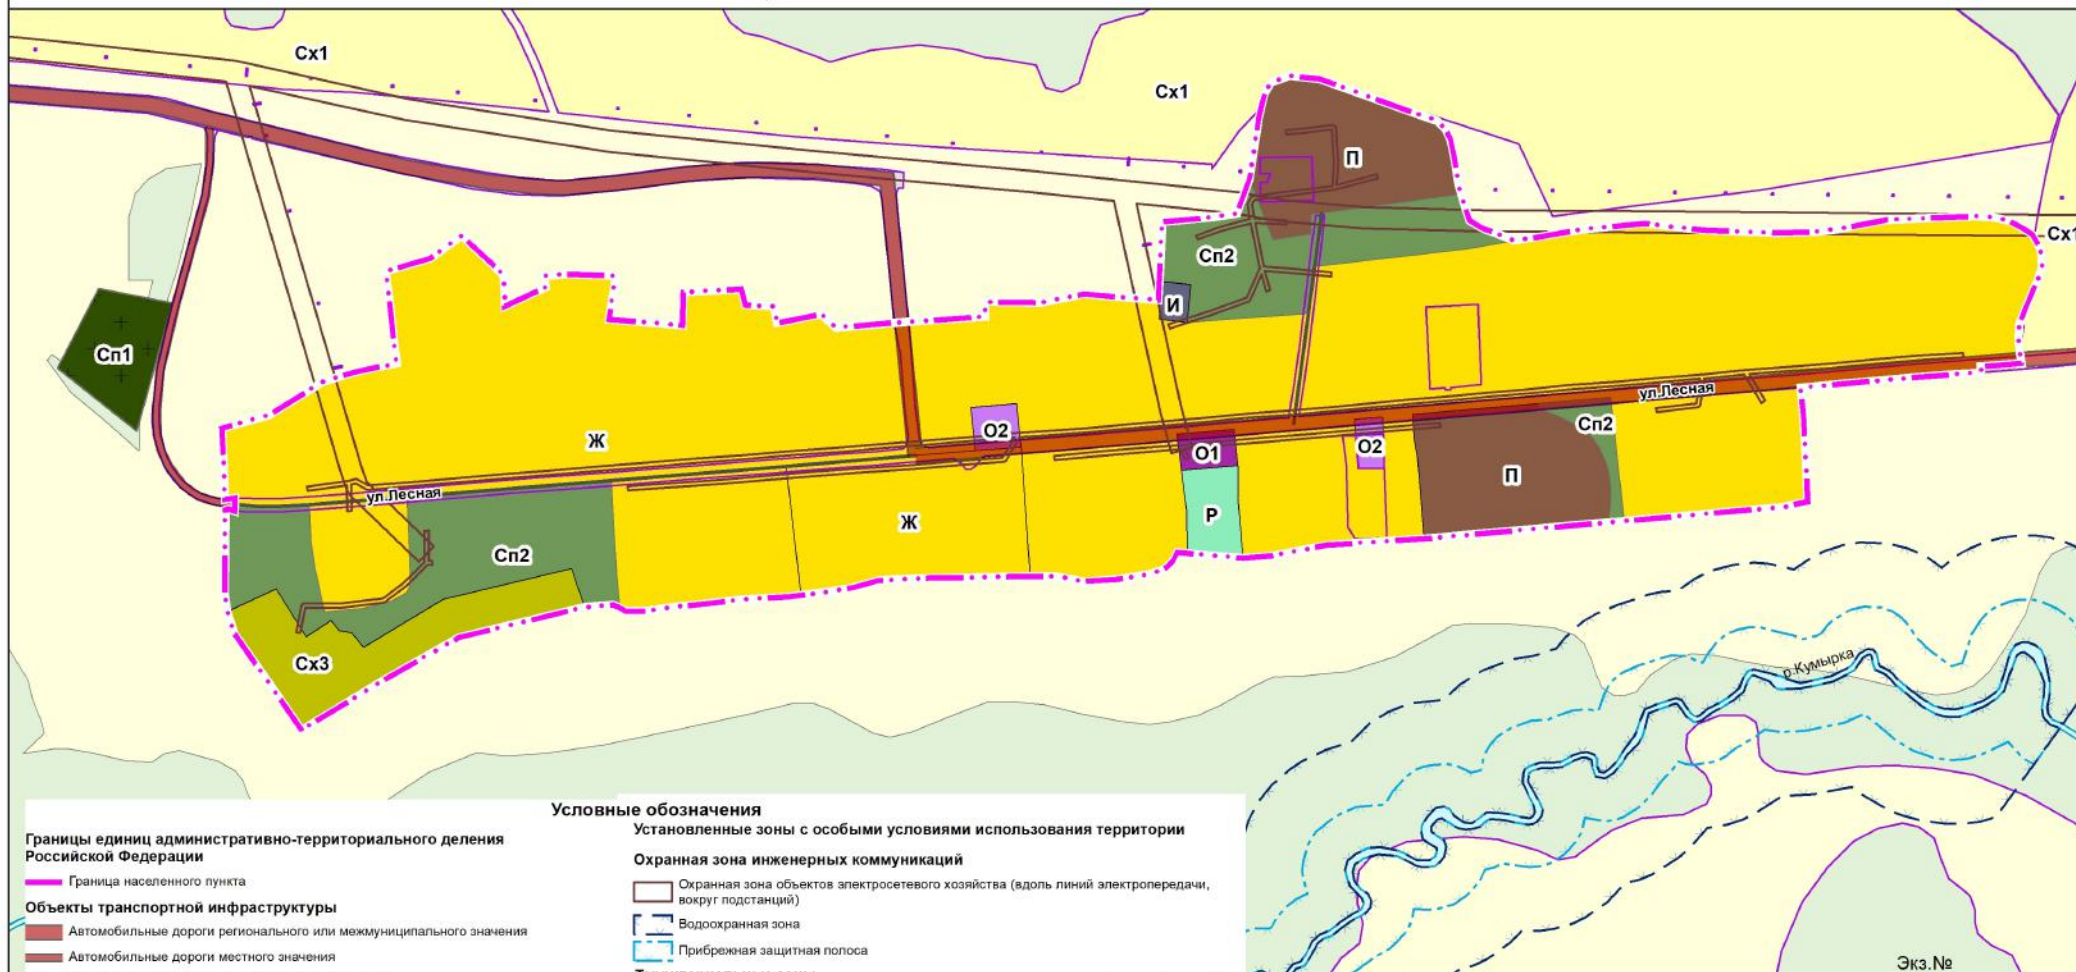 Сх1
Сх1
П
Сх1
Сп2
И
Сп1
ул.Лесная
О2
Сп2
Ж
О2
О1
П
ул.Лесная
Р
Ж
Сп2
Сх3
р.Кумырка
Условные обозначения
Границы единиц административно-территориального деления
Российской Федерации
Граница населенного пункта
Объекты транспортной инфраструктуры
Автомобильные дороги регионального или межмуниципального значения
Автомобильные дороги местного значения
Установленные зоны с особыми условиями использования территории
Охранная зона инженерных коммуникаций
Охранная зона объектов электросетевого хозяйства (вдоль линий электропередачи,
вокруг подстанций)
Водоохранная зона
Прибрежная защитная полоса
Экз.№